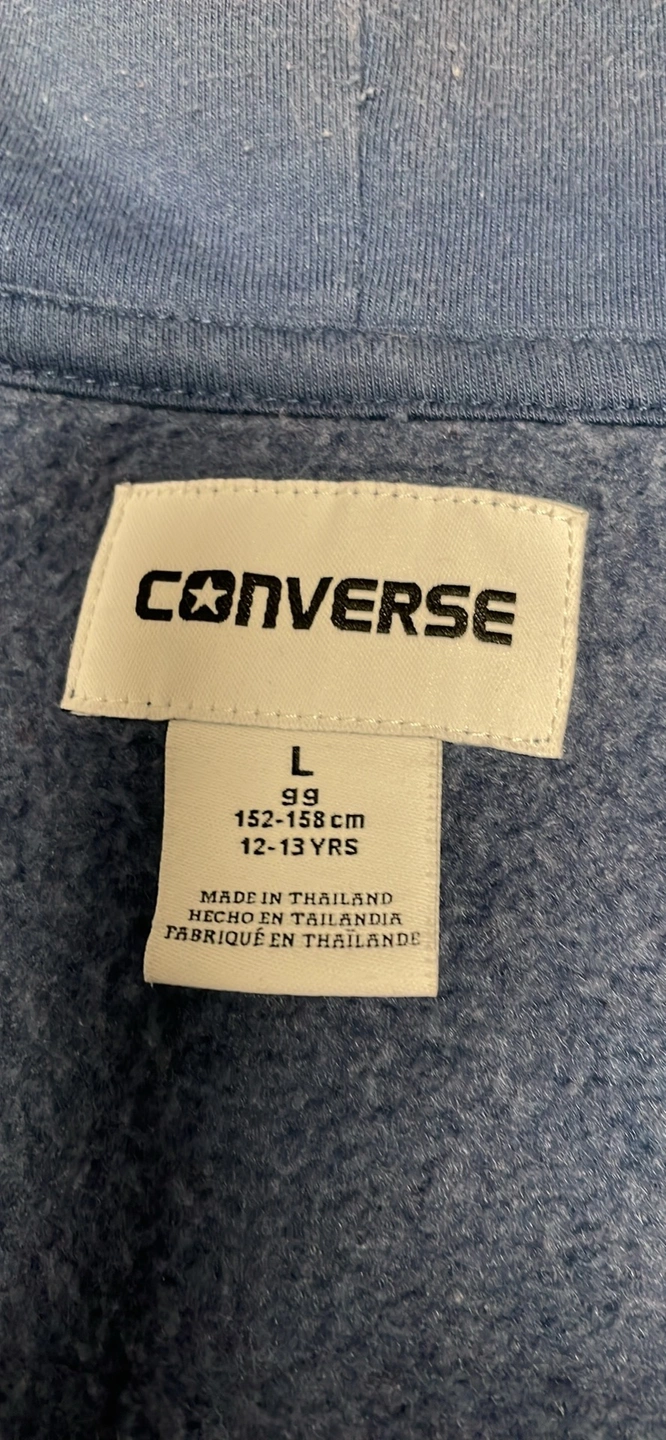 CONVERSE
L
gg
152-158 cm
12-13 YRS
MADE IN THAILAND
HECHO EN TAILANDIA
FABRIQUÉ EN THAÏLANDE